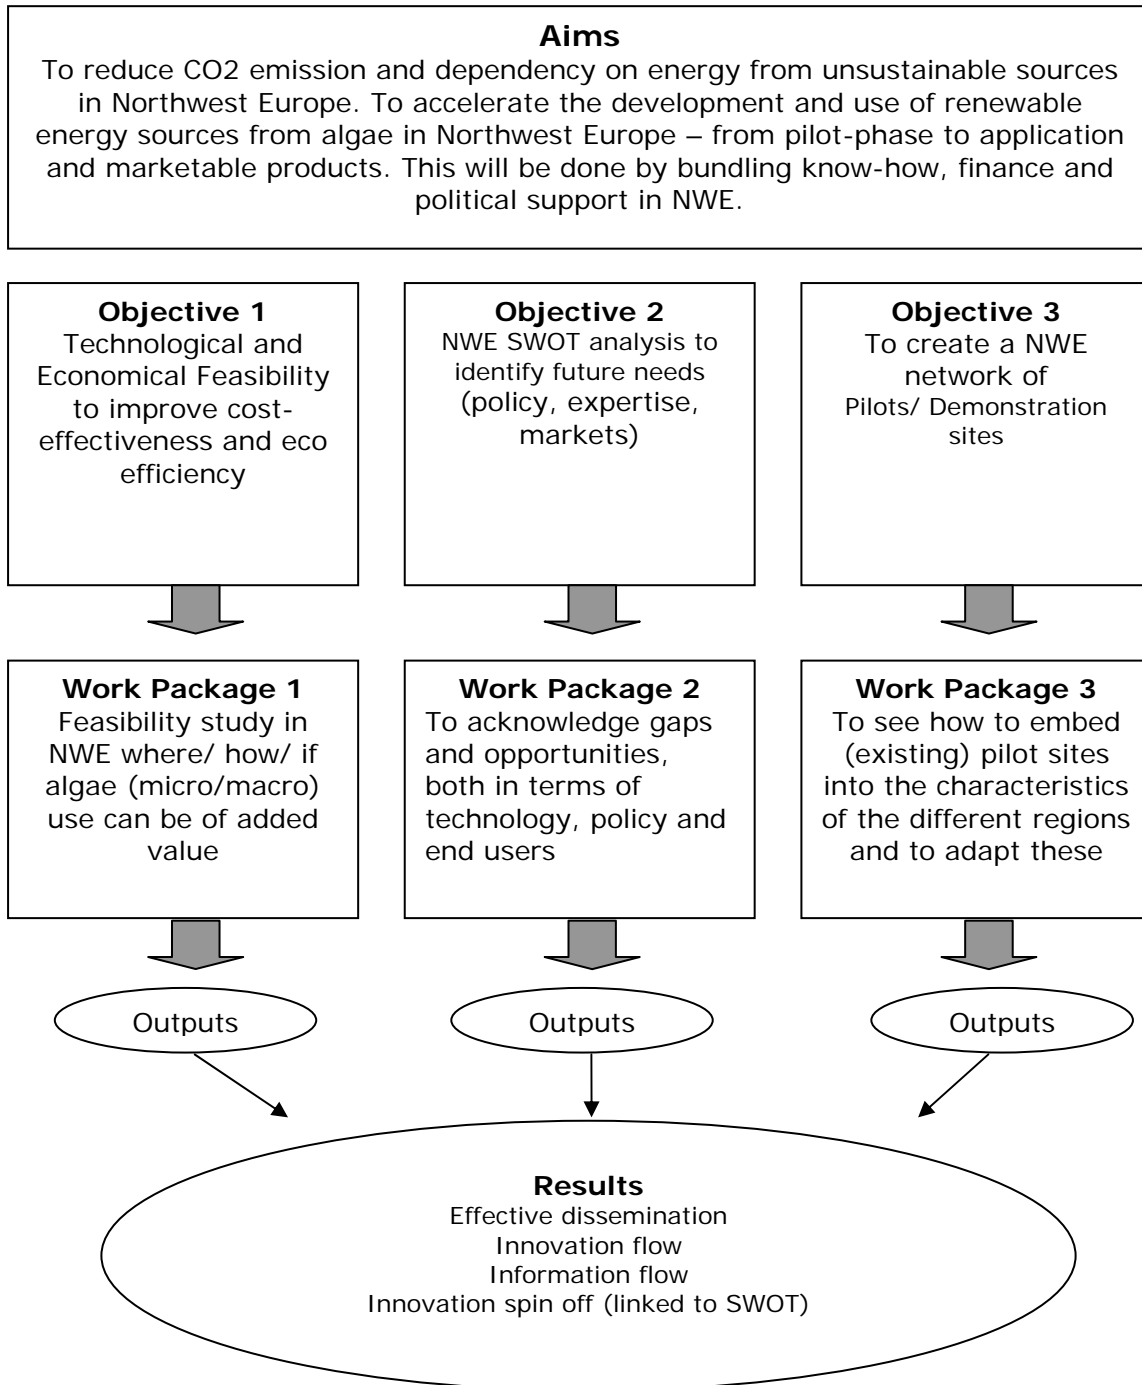 Aims
To reduce CO2 emission and dependency on energy from unsustainable sources
in Northwest Europe. To accelerate the development and use of renewable
energy sources from algae in Northwest Europe – from pilot-phase to application
and marketable products. This will be done by bundling know-how, finance and
political support in NWE.
Objective 1
Technological and
Economical Feasibility
to improve cost-
effectiveness and eco
efficiency
Objective 2
NWE SWOT analysis to
identify future needs
(policy, expertise,
markets)
Objective 3
To create a NWE
network of
Pilots/ Demonstration
sites
Work Package 1
Feasibility study in
NWE where/ how/ if
algae (micro/macro)
use can be of added
value
Work Package 2
To acknowledge gaps
and opportunities,
both in terms of
technology, policy and
end users
Work Package 3
To see how to embed
(existing) pilot sites
into the characteristics
of the different regions
and to adapt these
Outputs
Outputs
Outputs
Results
Effective dissemination
Innovation flow
Information flow
Innovation spin off (linked to SWOT)